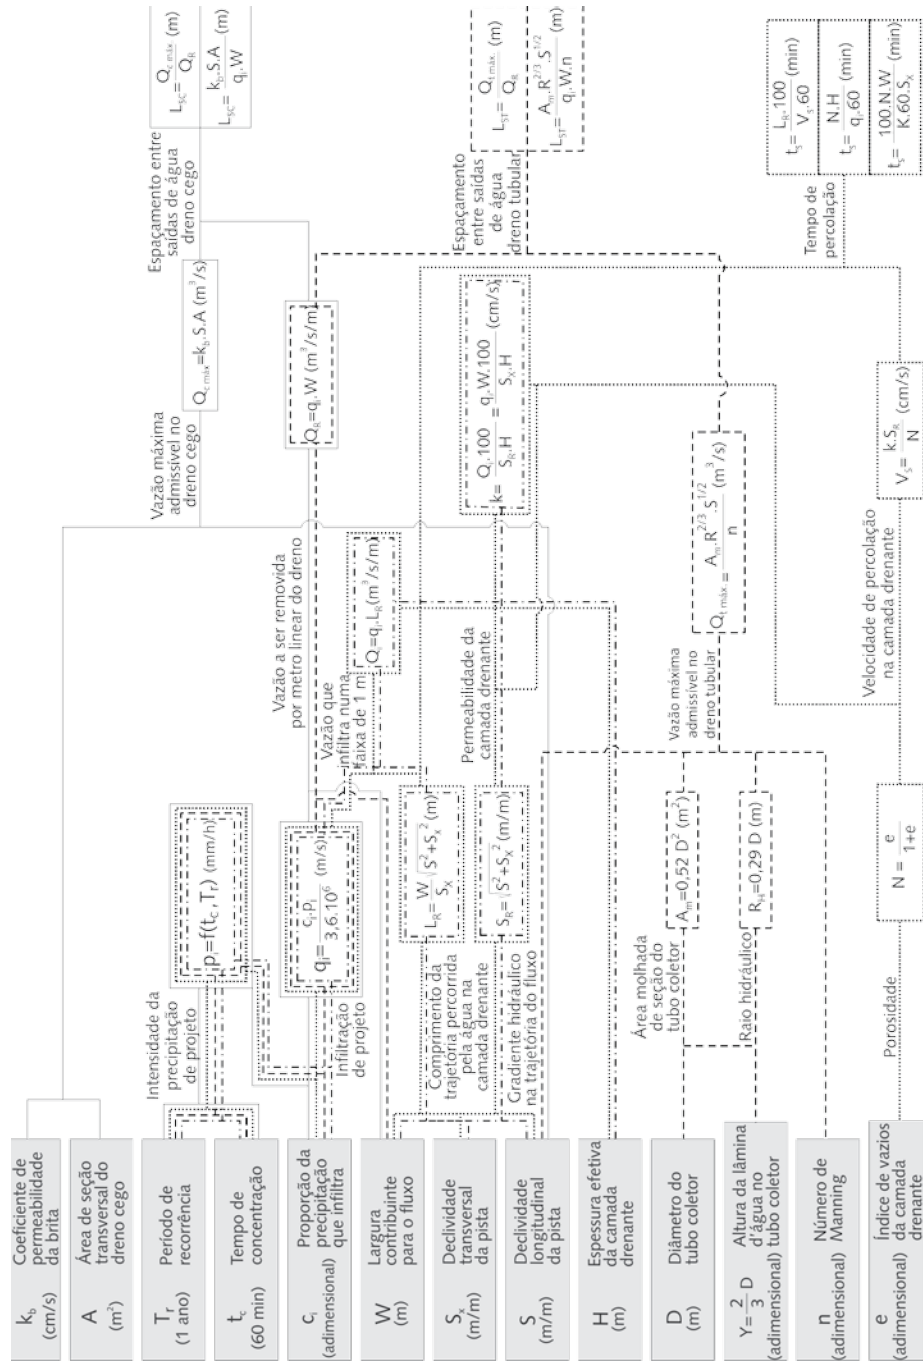 k_b
(cm/s)
Coeficiente de
permeabilidade
da brita
A
(m²)
Área de seção
transversal do
dreno cego
T_r
(1 ano)
Período de
recorrência
t_c
(60 min)
Tempo de
concentração
c_i
(adimensional)
Proporção da
precipitação
que infiltra
W
(m)
Largura
contribuinte
para o fluxo
S_x
(m/m)
Declividade
transversal
da pista
S
(m/m)
Declividade
longitudinal
da pista
H
(m)
Espessura efetiva
da camada
drenante
D
(m)
Diâmetro do
tubo coletor
Y=2/3 D
(adimensional)
Altura da lâmina
d'água no
tubo coletor
n
(adimensional)
Número de
Manning
e
(adimensional)
Índice de vazios
da camada
drenante
Intensidade da
precipitação
de projeto
p_i=f(t_c,T_r) (mm/h)
Infiltração
de projeto
q_i=c_i.p_i/3,6.10⁶ (m/s)
Comprimento da
trajetória percorrida
pela água na
camada drenante
L_R=W/S_x √S²+S_x² (m)
Gradiente hidráulico
na trajetória do fluxo
S_R=√S²+S_x² (m/m)
Área molhada
de seção do
tubo coletor
A_m=0,52 D² (m²)
Raio hidráulico
R_H=0,29 D (m)
Porosidade
N = e/1+e
Vazão máxima
admissível no
dreno cego
Q_c máx=k_b.S.A (m³/s)
Vazão a ser removida
por metro linear do dreno
Q_R=q_i.W (m³/s/m)
Vazão que
infiltra numa
faixa de 1 m
Q_i=q_i.L_R(m³/s/m)
Permeabilidade da
camada drenante
k=Q_i.100/S_R.H = q_i.W.100/S_x.H (cm/s)
Vazão máxima
admissível no
dreno tubular
Q_t máx.=A_m.R^2/3.S^1/2/n (m³/s)
Velocidade de percolação
na camada drenante
V_s=k.S_R/N (cm/s)
Espaçamento entre
saídas de água
dreno cego
L_SC=Q_c máx./Q_R (m)
L_SC=k_b.S.A/q_i.W
Espaçamento
entre saídas
de água
dreno tubular
L_ST=Q_t máx./Q_R (m)
L_ST=A_m.R^2/3.S^1/2/q_i.W.n (m)
Tempo de
percolação
t_s=L_R.100/V_s.60 (min)
t_s=N.H/q_i.60 (min)
t_s=100.N.W/K.60.S_x (min)